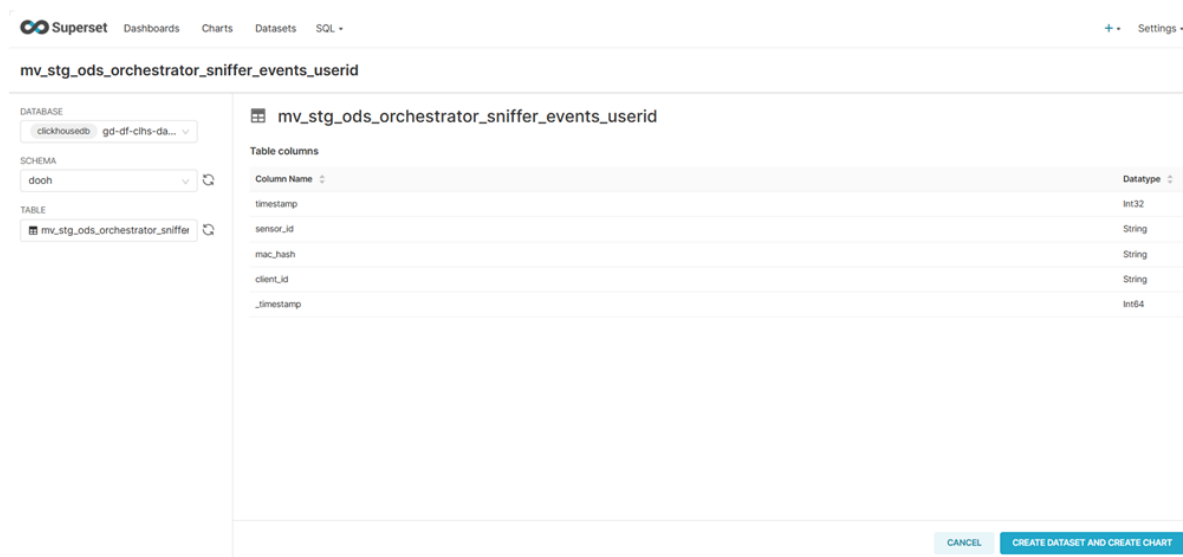 Superset Dashboards Charts Datasets SQL + Settings
mv_stg_ods_orchestrator_sniffer_events_userid
DATABASE
clickhousedb gd-df-clhs-da...
SCHEMA
dooh
TABLE
mv_stg_ods_orchestrator_sniffer
mv_stg_ods_orchestrator_sniffer_events_userid
Table columns
Column Name Datatype
timestamp Int32
sensor_id String
mac_hash String
client_id String
_timestamp Int64
CANCEL CREATE DATASET AND CREATE CHART